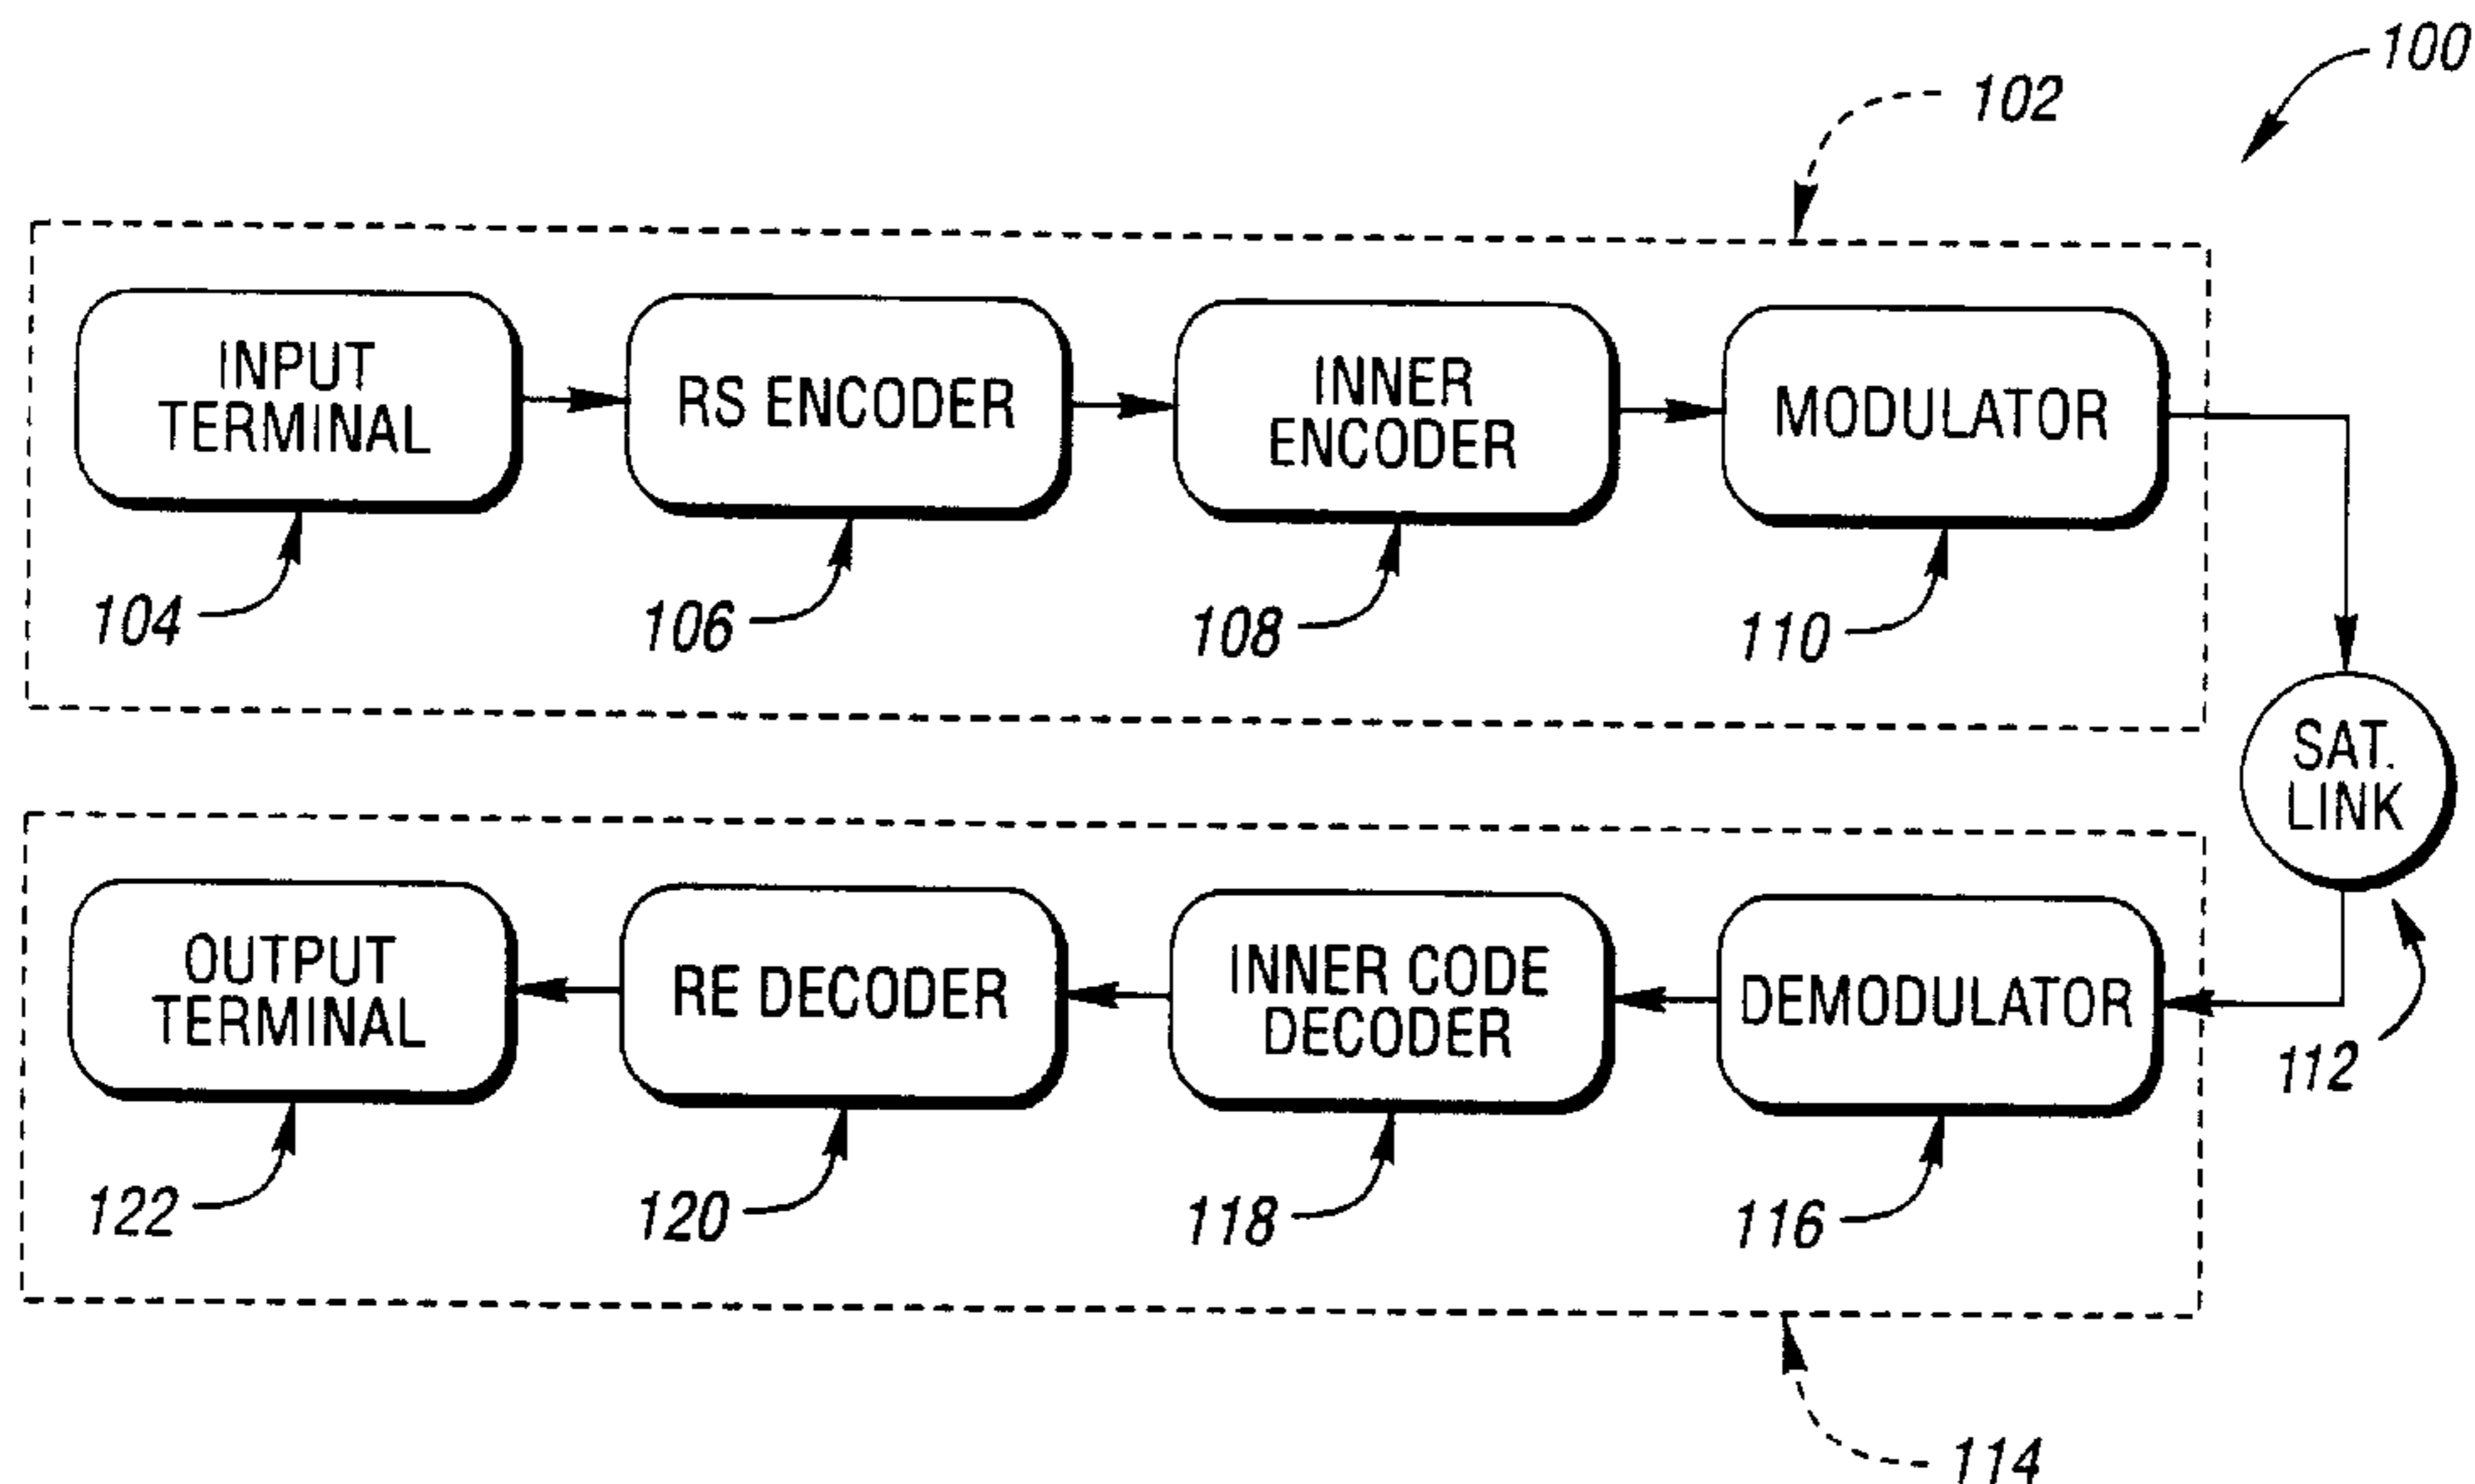 100
102
INPUT
TERMINAL
RS ENCODER
INNER
ENCODER
MODULATOR
104
106
108
110
SAT.
LINK
OUTPUT
TERMINAL
RE DECODER
INNER CODE
DECODER
DEMODULATOR
112
122
120
118
116
114